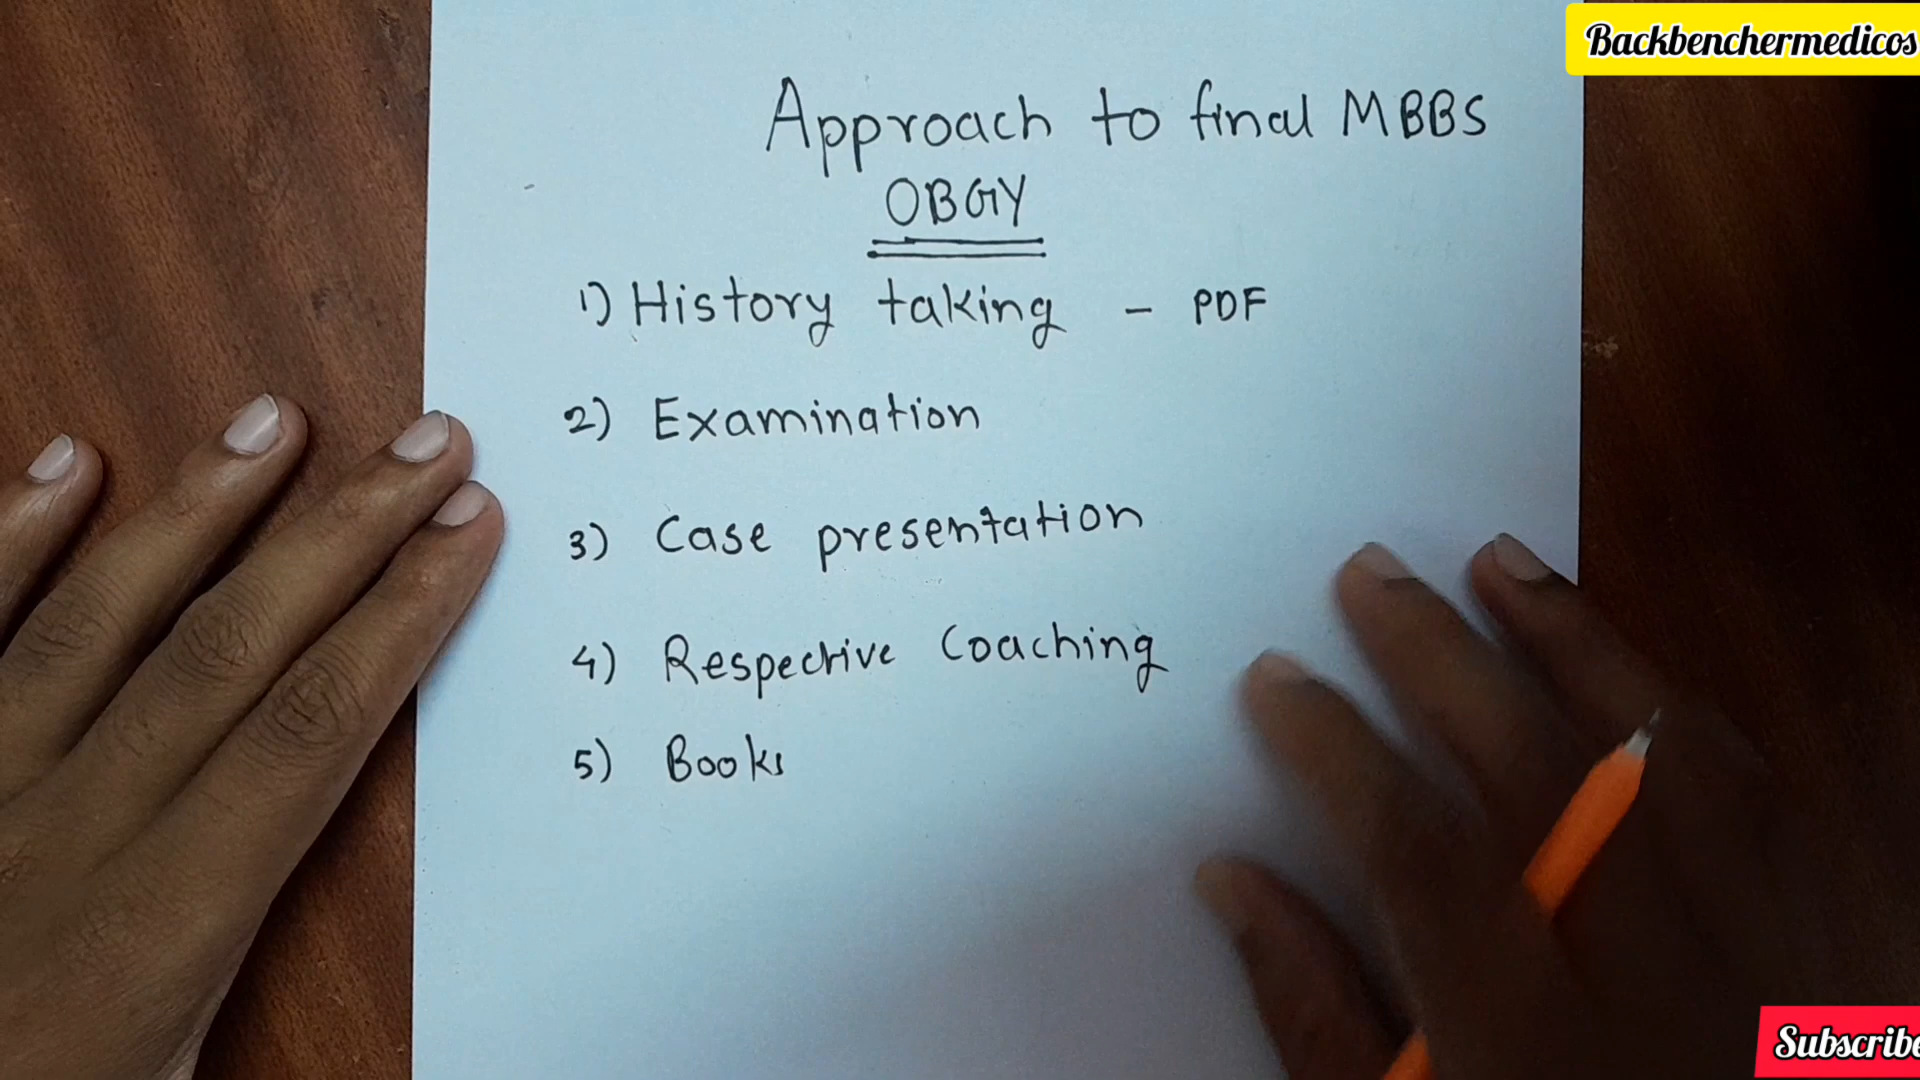 Backbenchermedicos
Approach to final MBBS
OBGY
1) History taking - PDF
2) Examination
3) Case presentation
4) Respective Coaching
5) Books
Subscribe